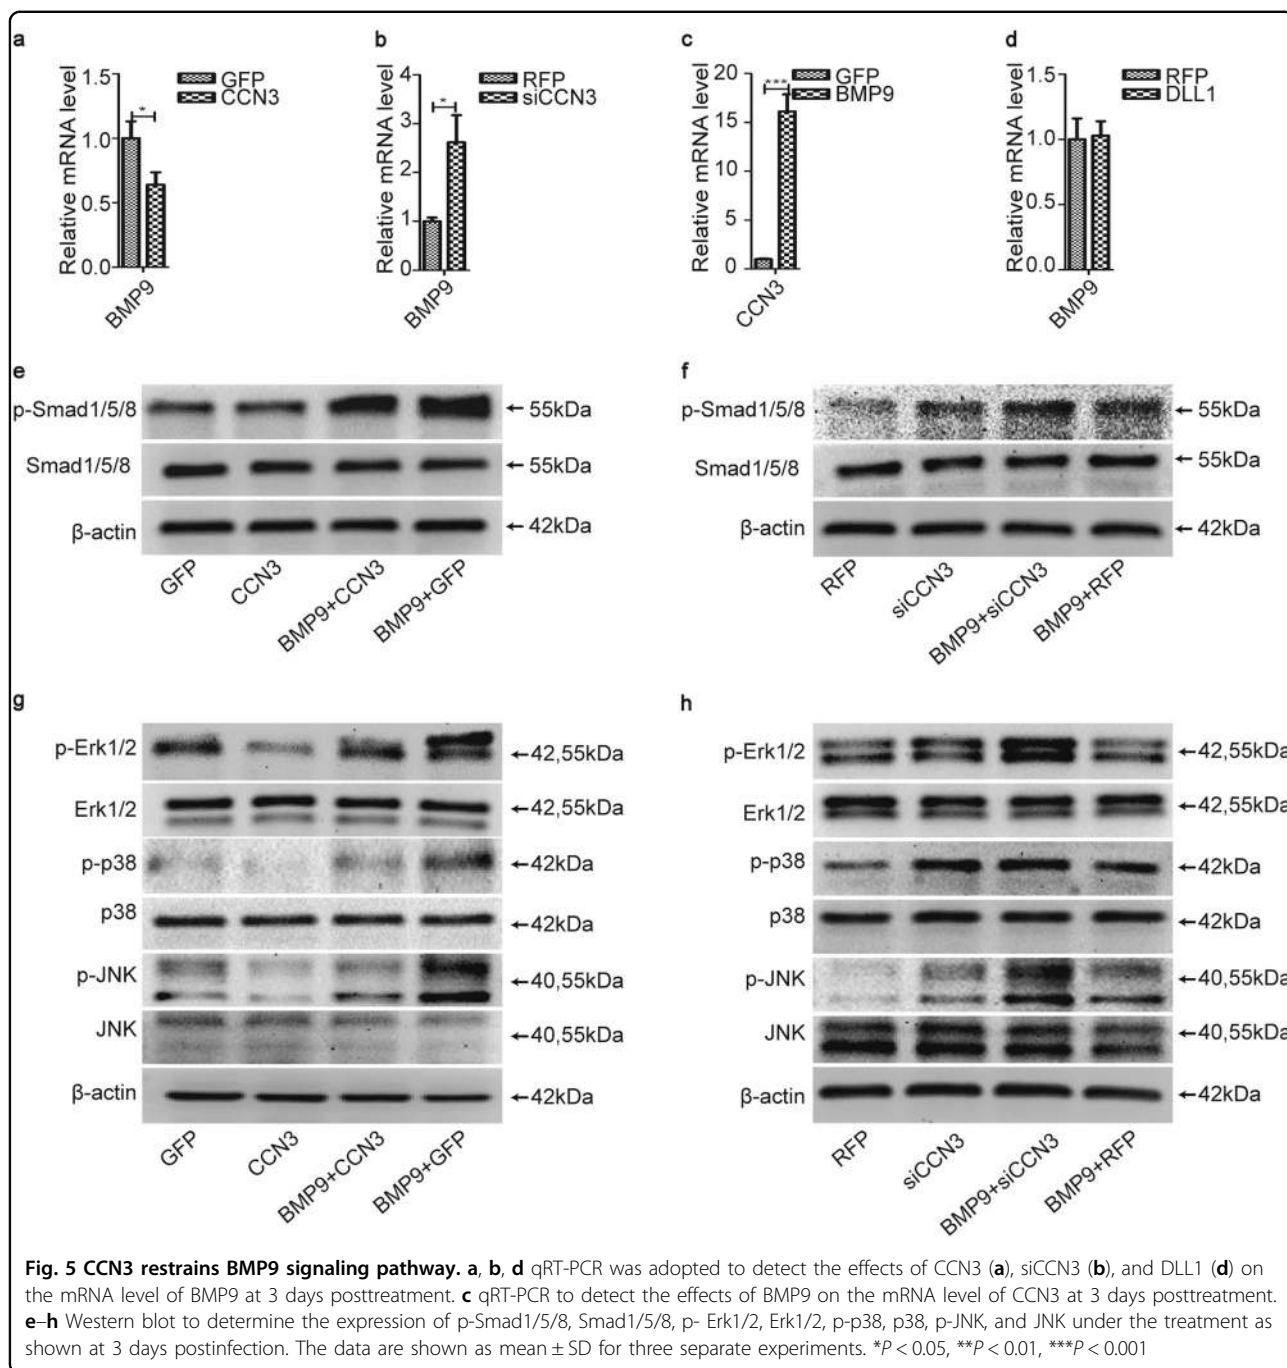 a
Relative mRNA level
1.5
1.0
0.5
0.0
GFP
CCN3
*
BMP9
b
Relative mRNA level
4
3
2
1
0
RFP
siCCN3
*
BMP9
c
Relative mRNA level
20
15
10
5
0
GFP
BMP9
***
CCN3
d
Relative mRNA level
1.5
1.0
0.5
0.0
RFP
DLL1
BMP9
e
p-Smad1/5/8 ←55kDa
Smad1/5/8 ←55kDa
β-actin ←42kDa
GFP CCN3 BMP9+CCN3 BMP9+GFP
f
p-Smad1/5/8 ←55kDa
Smad1/5/8 ←55kDa
β-actin ←42kDa
RFP siCCN3 BMP9+siCCN3 BMP9+RFP
g
p-Erk1/2 ←42,55kDa
Erk1/2 ←42,55kDa
p-p38 ←42kDa
p38 ←42kDa
p-JNK ←40,55kDa
JNK ←40,55kDa
β-actin ←42kDa
GFP CCN3 BMP9+CCN3 BMP9+GFP
h
p-Erk1/2 ←42,55kDa
Erk1/2 ←42,55kDa
p-p38 ←42kDa
p38 ←42kDa
p-JNK ←40,55kDa
JNK ←40,55kDa
β-actin ←42kDa
RFP siCCN3 BMP9+siCCN3 BMP9+RFP
Fig. 5 CCN3 restrains BMP9 signaling pathway. a, b, d qRT-PCR was adopted to detect the effects of CCN3 (a), siCCN3 (b), and DLL1 (d) on
the mRNA level of BMP9 at 3 days posttreatment. c qRT-PCR to detect the effects of BMP9 on the mRNA level of CCN3 at 3 days posttreatment.
e–h Western blot to determine the expression of p-Smad1/5/8, Smad1/5/8, p- Erk1/2, Erk1/2, p-p38, p38, p-JNK, and JNK under the treatment as
shown at 3 days postinfection. The data are shown as mean ± SD for three separate experiments. *P < 0.05, **P < 0.01, ***P < 0.001